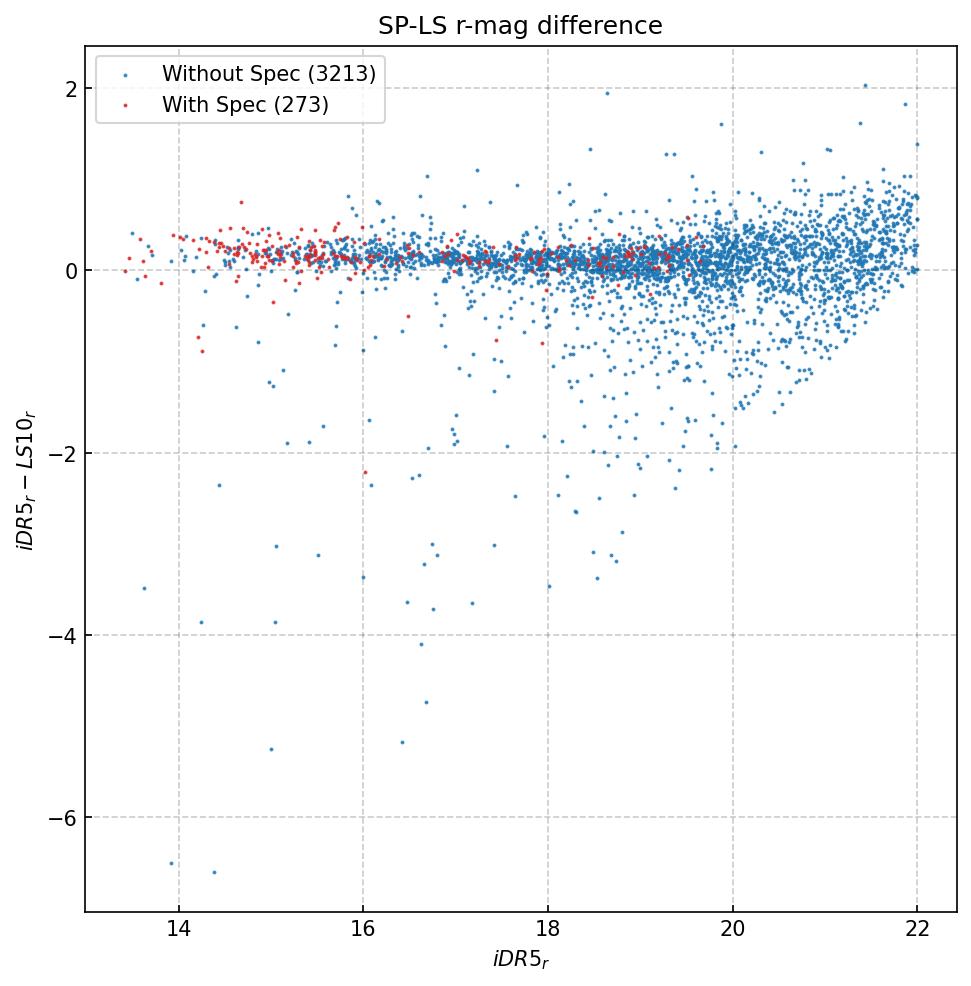 SP-LS r-mag difference
Without Spec (3213)
With Spec (273)
2
0
−2
−4
−6
iDR5r − LS10r
14 16 18 20 22
iDR5r